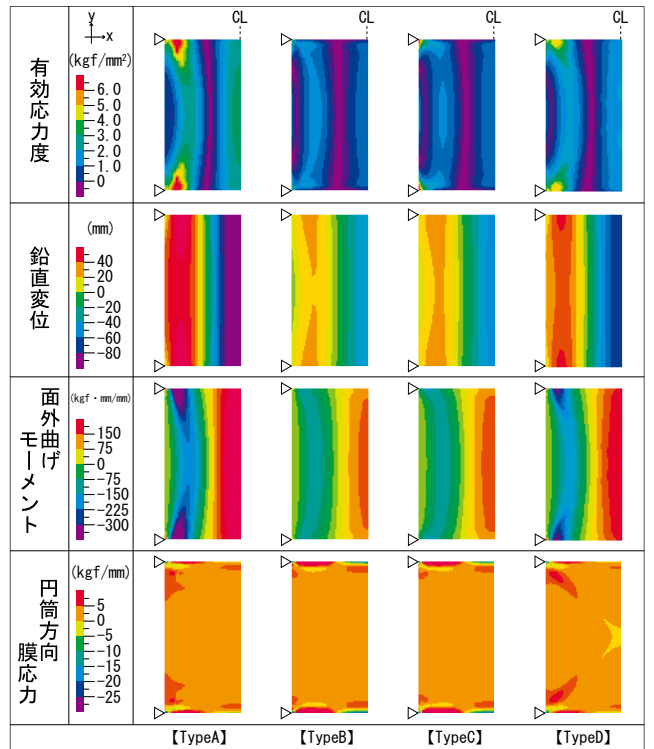 y
x
CL
CL
CL
CL
有効応力度
(kgf/mm²)
6.0
5.0
4.0
3.0
2.0
1.0
0
鉛直変位
(mm)
40
20
0
-20
-40
-60
-80
面外曲げ
モーメント
(kgf・mm/mm)
150
75
0
-75
-150
-225
-300
円筒方向
膜応力
(kgf/mm)
5
0
-5
-10
-15
-20
-25
【TypeA】
【TypeB】
【TypeC】
【TypeD】